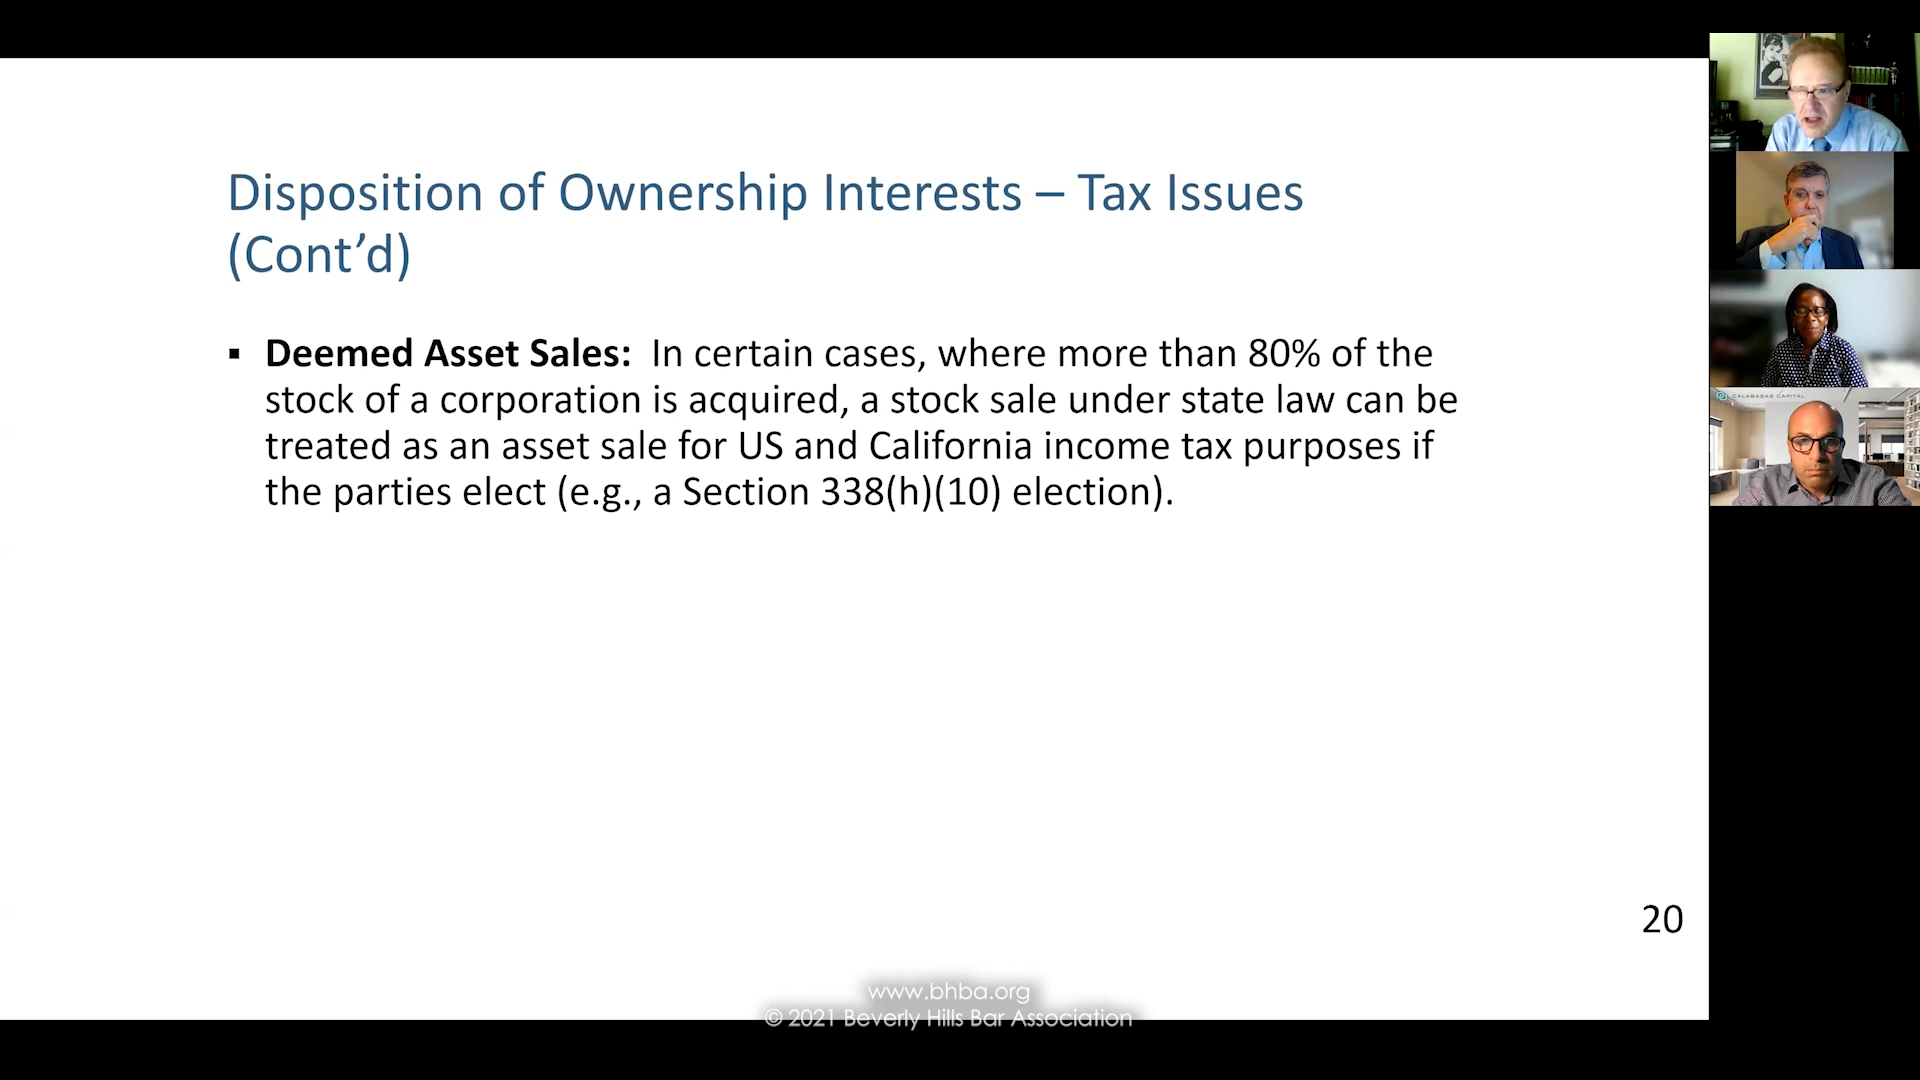 Disposition of Ownership Interests – Tax Issues
(Cont’d)
▪ Deemed Asset Sales: In certain cases, where more than 80% of the
stock of a corporation is acquired, a stock sale under state law can be
treated as an asset sale for US and California income tax purposes if
the parties elect (e.g., a Section 338(h)(10) election).
20
www.bhba.org
© 2021 Beverly Hills Bar Association
CALABASAS CAPITAL